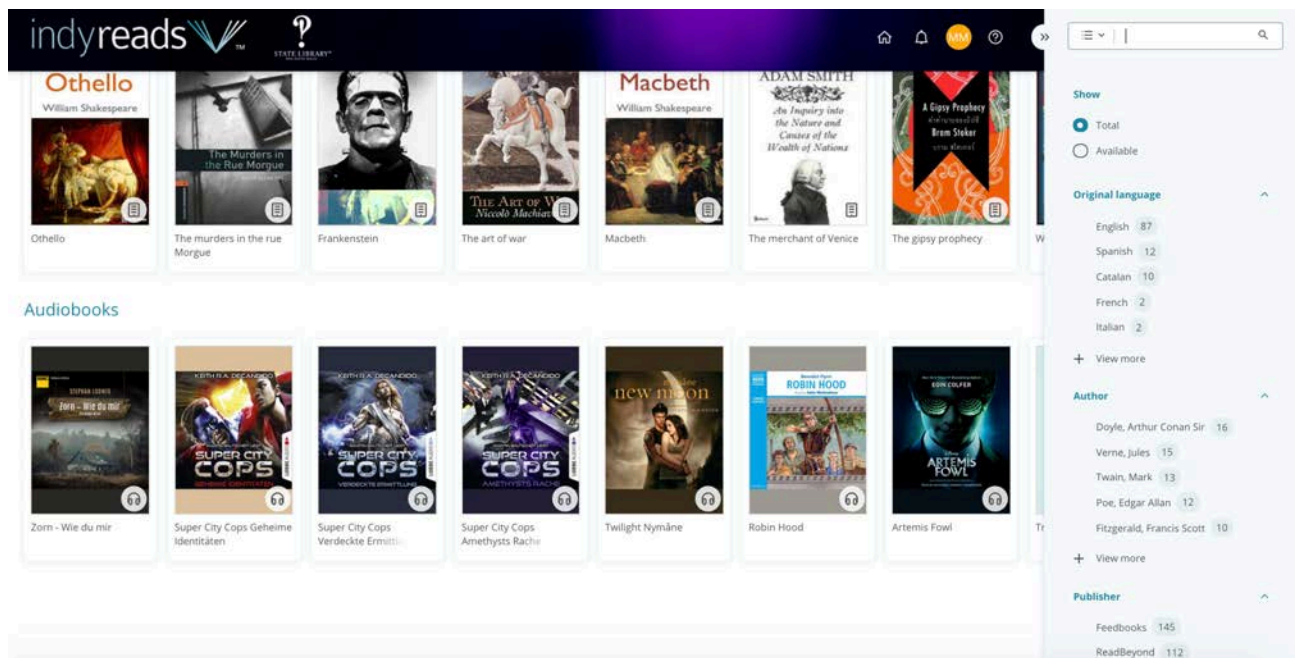 indyreads
TM
STATE LIBRARY
MM
Othello
William Shakespeare
The Murders in
the Rue Morgue
THE ART OF W
Niccolò Machiav
Macbeth
William Shakespeare
ADAM SMITH
An Inquiry into
the Nature and
Causes of the
Wealth of Nations
A Gipsy Prophecy
Bram Stoker
Othello
The murders in the rue
Morgue
Frankenstein
The art of war
Macbeth
The merchant of Venice
The gipsy prophecy
W
Audiobooks
STEPHAN LUDWIG
Zorn – Wie du mir
KEITH R.A. DECANDIDO
SUPER CITY
COPS
GEHEIME IDENTITÄTEN
KEITH R.A. DECANDIDO
SUPER CITY
COPS
VERDECKTE ERMITTLUNG
KEITH R.A. DECANDIDO
SUPER CITY
COPS
AMETHYSTS RACHE
new moon
ROBIN HOOD
EOIN COLFER
ARTEMIS
FOWL
Zorn - Wie du mir
Super City Cops Geheime
Identitäten
Super City Cops
Verdeckte Ermittl
Super City Cops
Amethysts Rache
Twilight Nymåne
Robin Hood
Artemis Fowl
Tr
Show
Total
Available
Original language
English 87
Spanish 12
Catalan 10
French 2
Italian 2
+ View more
Author
Doyle, Arthur Conan Sir 16
Verne, Jules 15
Twain, Mark 13
Poe, Edgar Allan 12
Fitzgerald, Francis Scott 10
+ View more
Publisher
Feedbooks 145
ReadBeyond 112